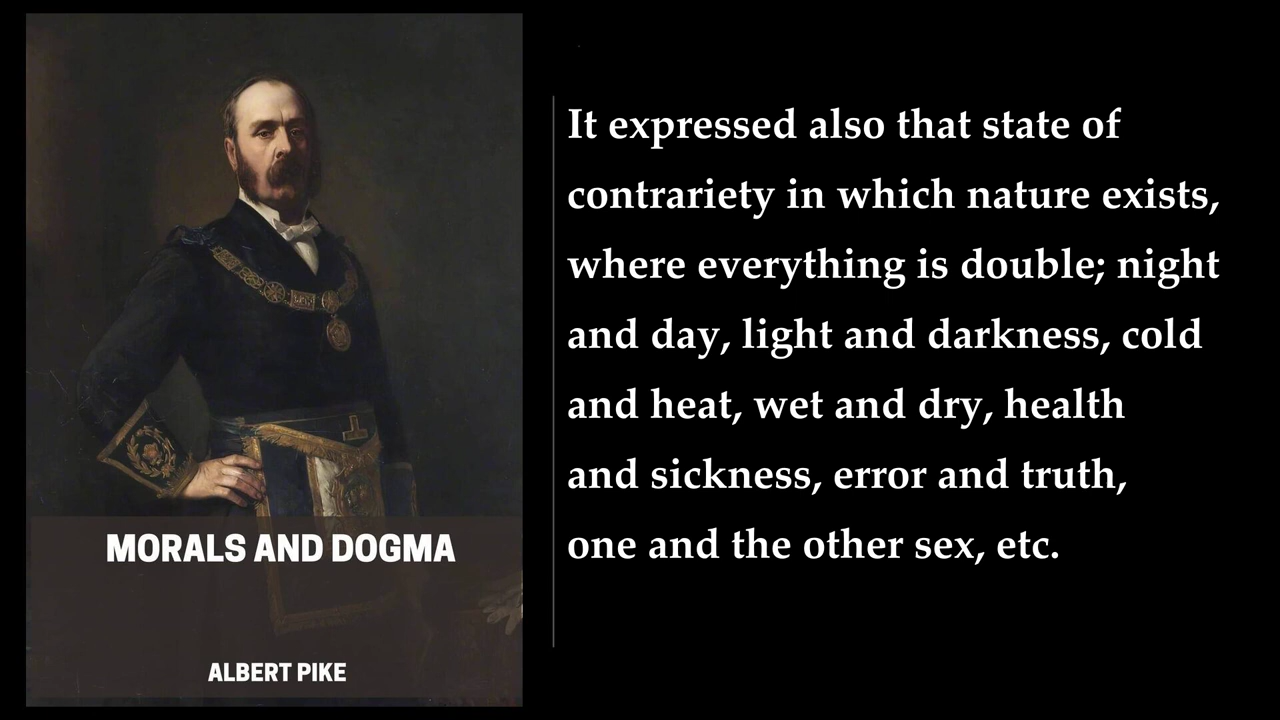 MORALS AND DOGMA
ALBERT PIKE
It expressed also that state of
contrariety in which nature exists,
where everything is double; night
and day, light and darkness, cold
and heat, wet and dry, health
and sickness, error and truth,
one and the other sex, etc.